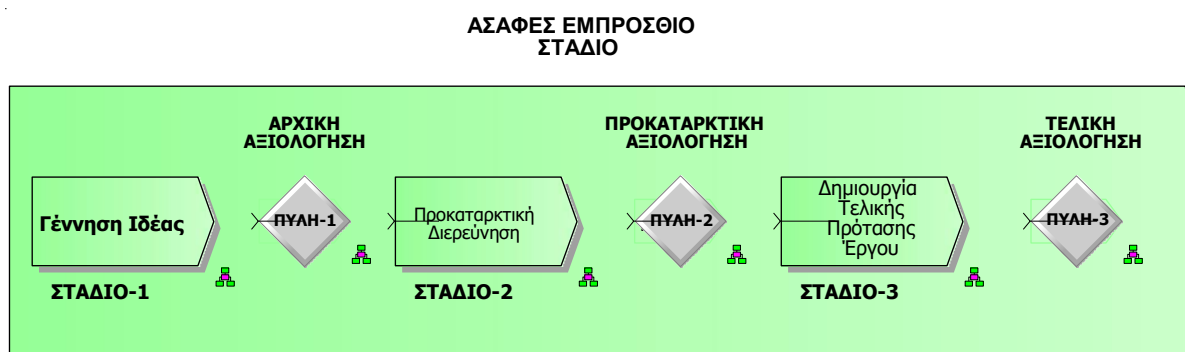 ΑΣΑΦΕΣ ΕΜΠΡΟΣΘΙΟ
ΣΤΑΔΙΟ
ΑΡΧΙΚΗ
ΑΞΙΟΛΟΓΗΣΗ
ΠΡΟΚΑΤΑΡΚΤΙΚΗ
ΑΞΙΟΛΟΓΗΣΗ
ΤΕΛΙΚΗ
ΑΞΙΟΛΟΓΗΣΗ
Γέννηση Ιδέας
ΠΥΛΗ-1
Προκαταρκτική
Διερεύνηση
ΠΥΛΗ-2
Δημιουργία
Τελικής
Πρότασης
Έργου
ΠΥΛΗ-3
ΣΤΑΔΙΟ-1
ΣΤΑΔΙΟ-2
ΣΤΑΔΙΟ-3